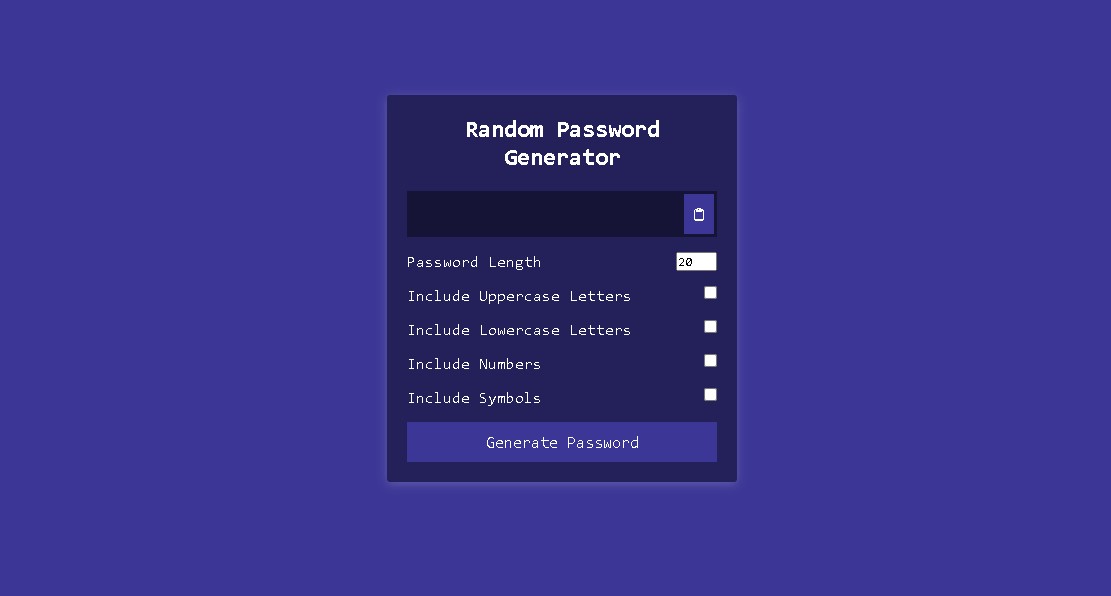 Random Password
Generator
Password Length
20
Include Uppercase Letters
Include Lowercase Letters
Include Numbers
Include Symbols
Generate Password